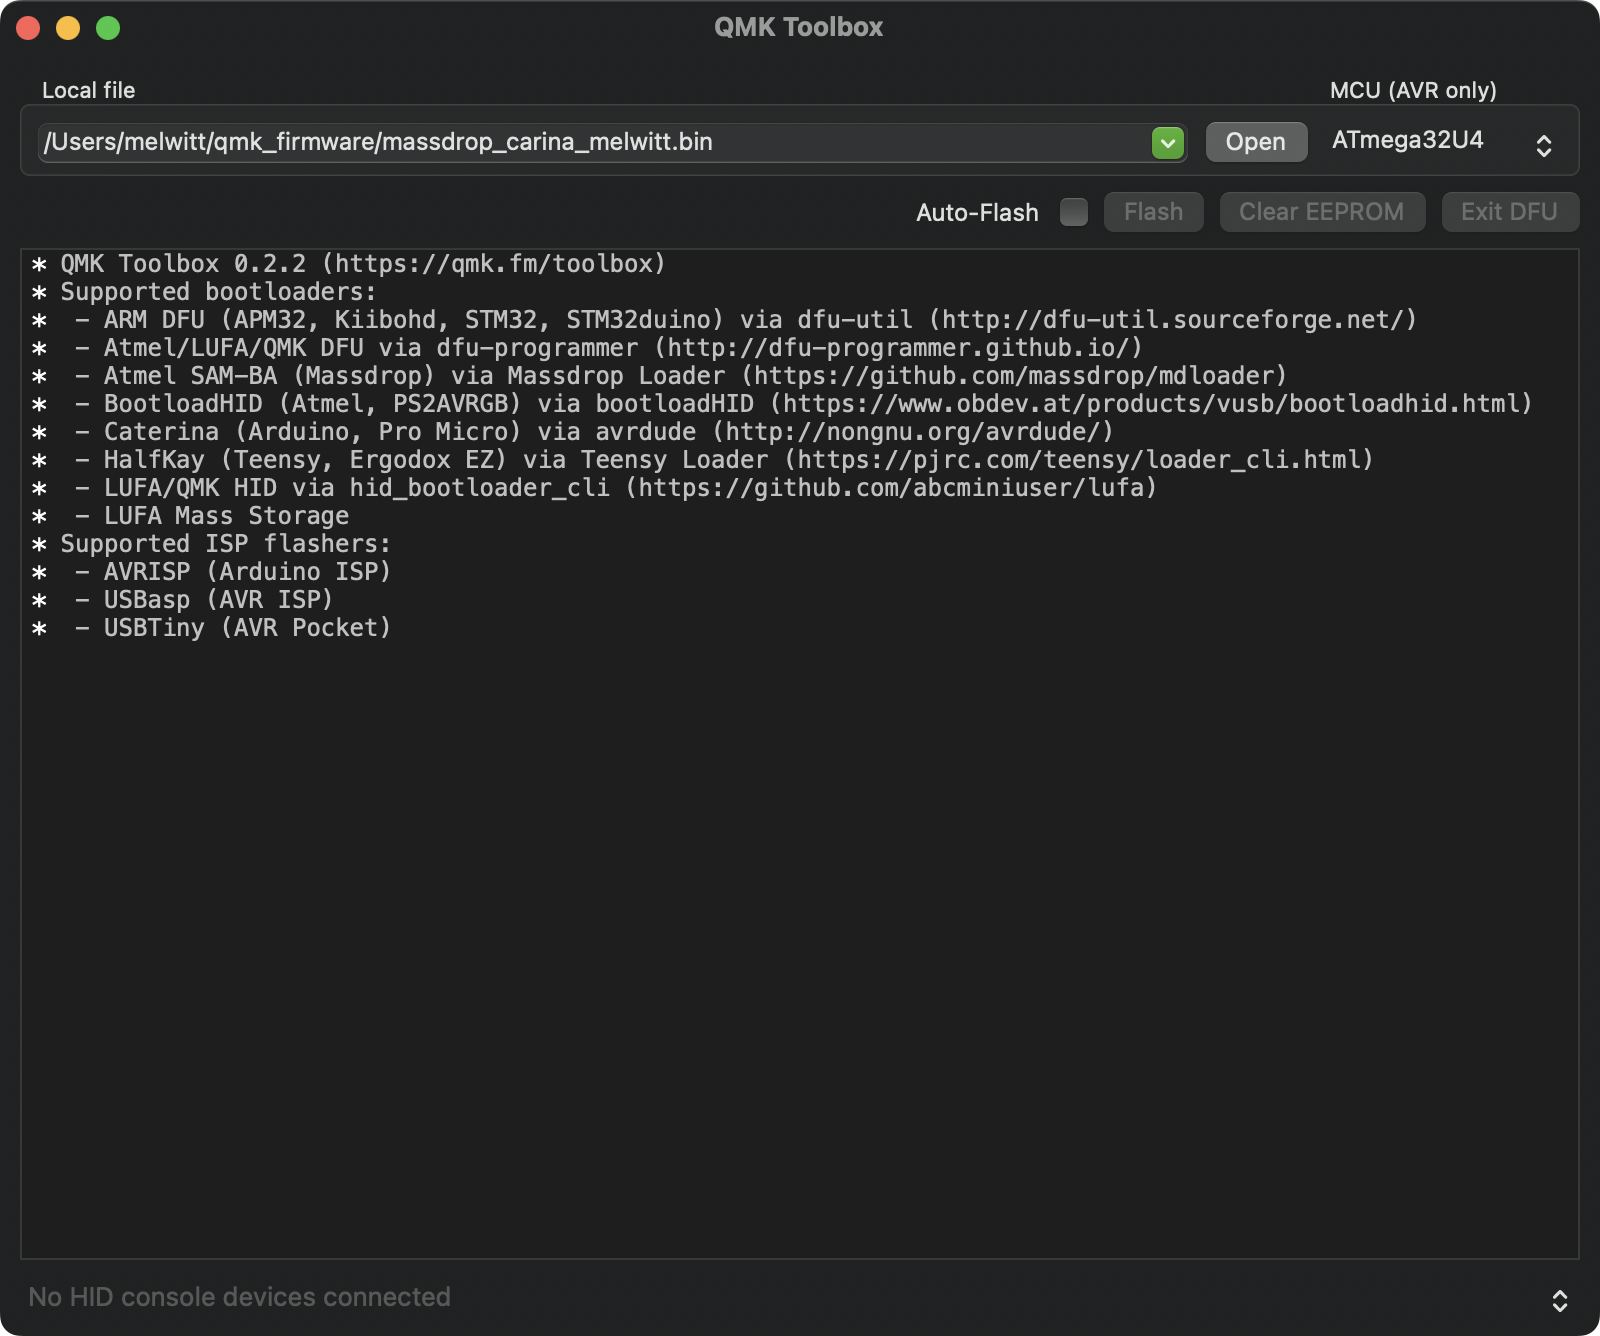 QMK Toolbox
Local file
MCU (AVR only)
/Users/melwitt/qmk_firmware/massdrop_carina_melwitt.bin
Open
ATmega32U4
Auto-Flash
Flash
Clear EEPROM
Exit DFU
* QMK Toolbox 0.2.2 (https://qmk.fm/toolbox)
* Supported bootloaders:
*  - ARM DFU (APM32, Kiibohd, STM32, STM32duino) via dfu-util (http://dfu-util.sourceforge.net/)
*  - Atmel/LUFA/QMK DFU via dfu-programmer (http://dfu-programmer.github.io/)
*  - Atmel SAM-BA (Massdrop) via Massdrop Loader (https://github.com/massdrop/mdloader)
*  - BootloadHID (Atmel, PS2AVRGB) via bootloadHID (https://www.obdev.at/products/vusb/bootloadhid.html)
*  - Caterina (Arduino, Pro Micro) via avrdude (http://nongnu.org/avrdude/)
*  - HalfKay (Teensy, Ergodox EZ) via Teensy Loader (https://pjrc.com/teensy/loader_cli.html)
*  - LUFA/QMK HID via hid_bootloader_cli (https://github.com/abcminiuser/lufa)
*  - LUFA Mass Storage
* Supported ISP flashers:
*  - AVRISP (Arduino ISP)
*  - USBasp (AVR ISP)
*  - USBTiny (AVR Pocket)
No HID console devices connected